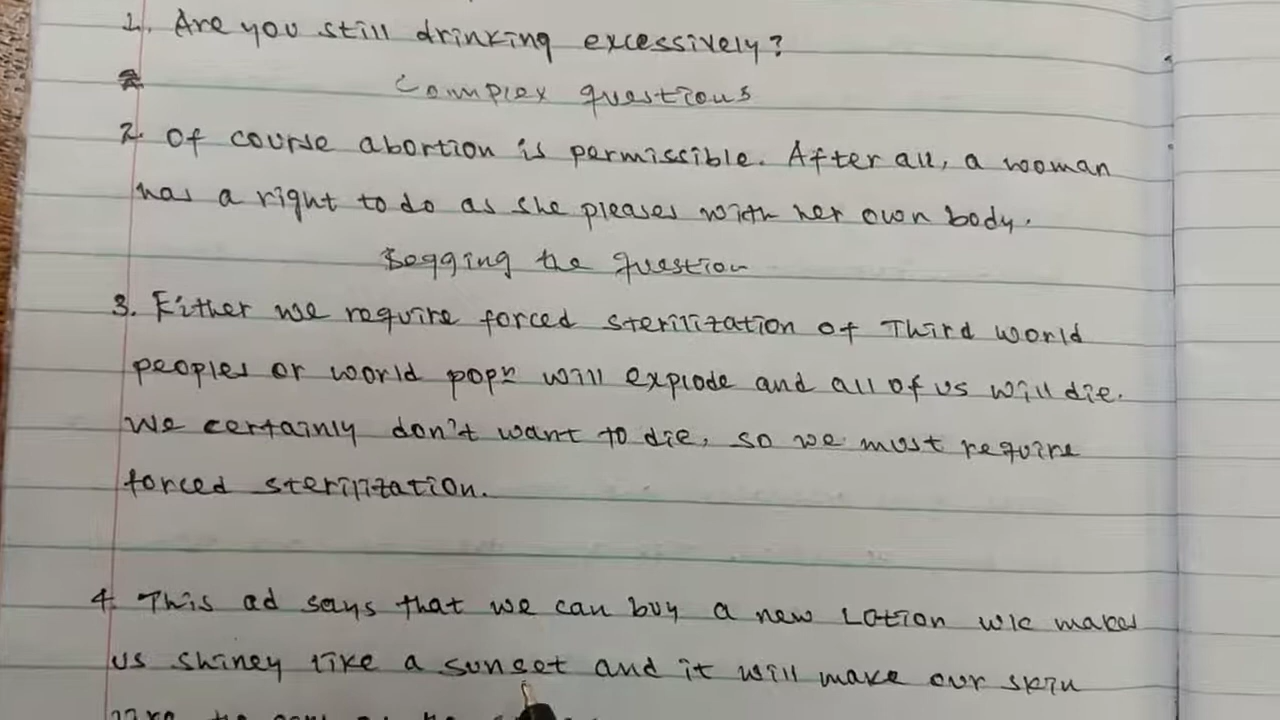 1. Are you still drinking excessively?
Complex questions
2. Of course abortion is permissible. After all, a woman
has a right to do as she pleases with her own body.
Begging the question
3. Either we require forced sterilization of Third world
peoples or world popn will explode and all of us will die.
We certainly don't want to die, so we must require
forced sterilization.
4. This ad says that we can buy a new Lotion wic makes
us shiney like a sunset and it will make our skin